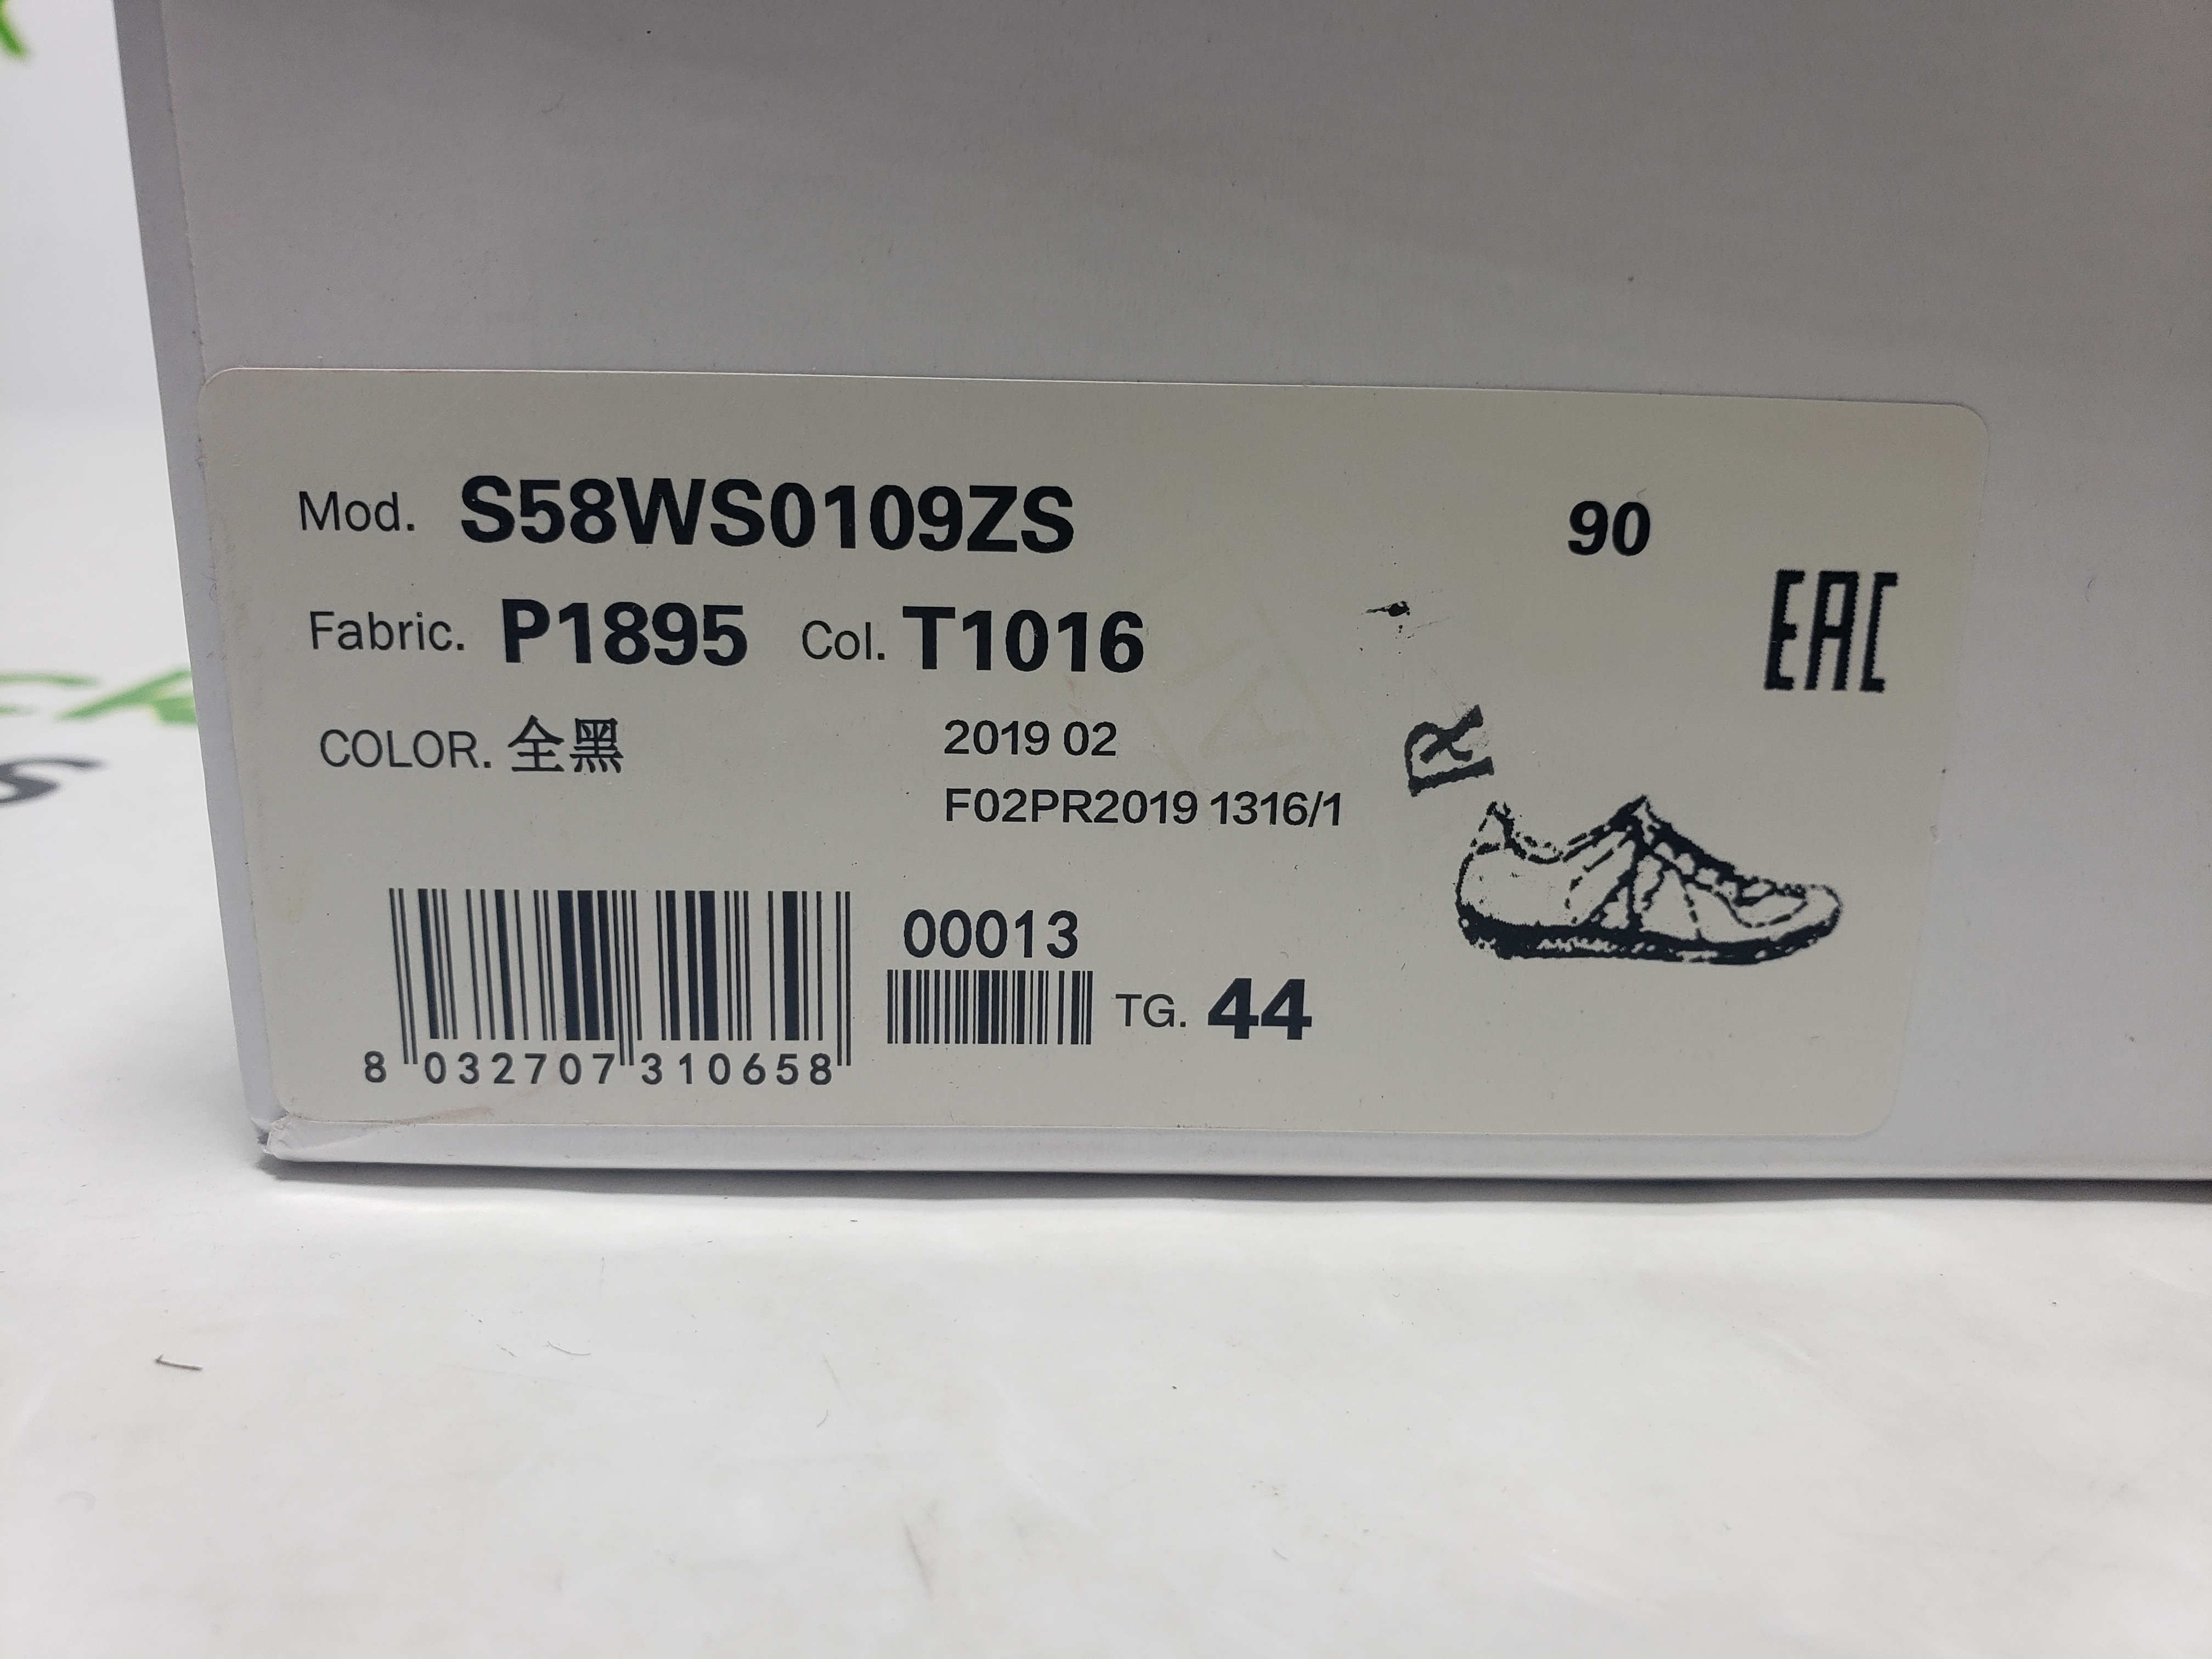 Mod. S58WS0109ZS
90
Fabric. P1895 Col. T1016
EAC
COLOR. 全黑
2019 02
R
F02PR2019 1316/1
00013
TG. 44
8 032707 310658